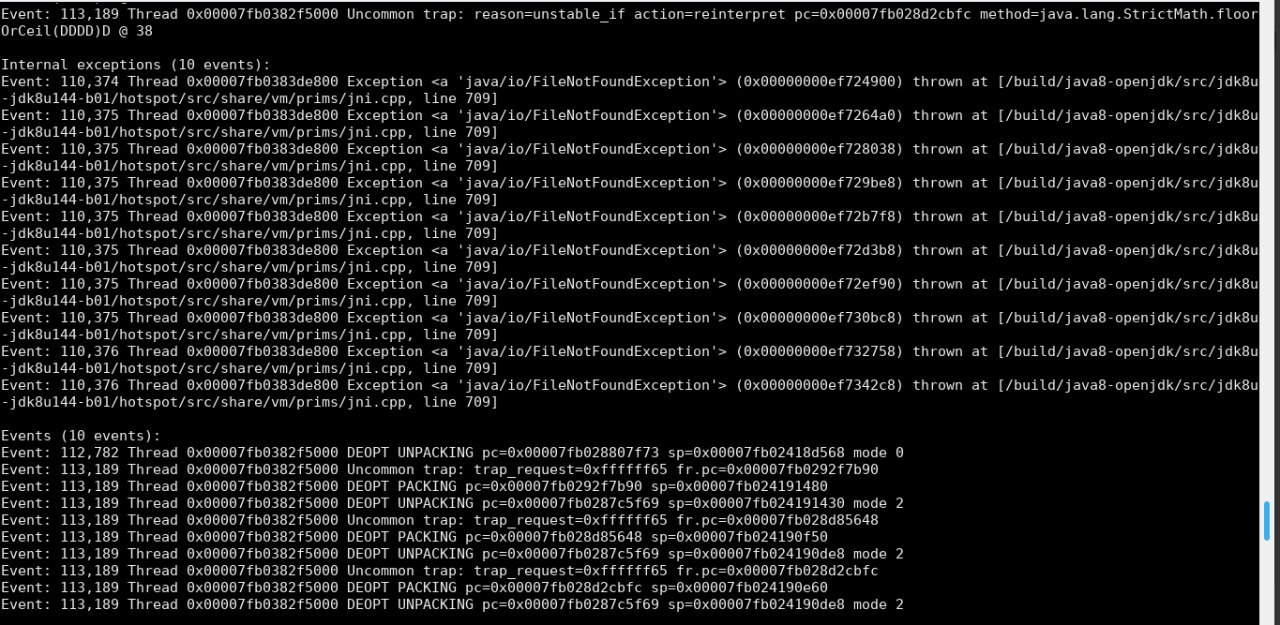 Event: 113,189 Thread 0x00007fb0382f5000 Uncommon trap: reason=unstable_if action=reinterpret pc=0x00007fb028d2cbfc method=java.lang.StrictMath.floor
OrCeil(DDDD)D @ 38
Internal exceptions (10 events):
Event: 110,374 Thread 0x00007fb0383de800 Exception <a 'java/io/FileNotFoundException'> (0x00000000ef724900) thrown at [/build/java8-openjdk/src/jdk8u
-jdk8u144-b01/hotspot/src/share/vm/prims/jni.cpp, line 709]
Event: 110,375 Thread 0x00007fb0383de800 Exception <a 'java/io/FileNotFoundException'> (0x00000000ef7264a0) thrown at [/build/java8-openjdk/src/jdk8u
-jdk8u144-b01/hotspot/src/share/vm/prims/jni.cpp, line 709]
Event: 110,375 Thread 0x00007fb0383de800 Exception <a 'java/io/FileNotFoundException'> (0x00000000ef728038) thrown at [/build/java8-openjdk/src/jdk8u
-jdk8u144-b01/hotspot/src/share/vm/prims/jni.cpp, line 709]
Event: 110,375 Thread 0x00007fb0383de800 Exception <a 'java/io/FileNotFoundException'> (0x00000000ef729be8) thrown at [/build/java8-openjdk/src/jdk8u
-jdk8u144-b01/hotspot/src/share/vm/prims/jni.cpp, line 709]
Event: 110,375 Thread 0x00007fb0383de800 Exception <a 'java/io/FileNotFoundException'> (0x00000000ef72b7f8) thrown at [/build/java8-openjdk/src/jdk8u
-jdk8u144-b01/hotspot/src/share/vm/prims/jni.cpp, line 709]
Event: 110,375 Thread 0x00007fb0383de800 Exception <a 'java/io/FileNotFoundException'> (0x00000000ef72d3b8) thrown at [/build/java8-openjdk/src/jdk8u
-jdk8u144-b01/hotspot/src/share/vm/prims/jni.cpp, line 709]
Event: 110,375 Thread 0x00007fb0383de800 Exception <a 'java/io/FileNotFoundException'> (0x00000000ef72ef90) thrown at [/build/java8-openjdk/src/jdk8u
-jdk8u144-b01/hotspot/src/share/vm/prims/jni.cpp, line 709]
Event: 110,375 Thread 0x00007fb0383de800 Exception <a 'java/io/FileNotFoundException'> (0x00000000ef730bc8) thrown at [/build/java8-openjdk/src/jdk8u
-jdk8u144-b01/hotspot/src/share/vm/prims/jni.cpp, line 709]
Event: 110,376 Thread 0x00007fb0383de800 Exception <a 'java/io/FileNotFoundException'> (0x00000000ef732758) thrown at [/build/java8-openjdk/src/jdk8u
-jdk8u144-b01/hotspot/src/share/vm/prims/jni.cpp, line 709]
Event: 110,376 Thread 0x00007fb0383de800 Exception <a 'java/io/FileNotFoundException'> (0x00000000ef7342c8) thrown at [/build/java8-openjdk/src/jdk8u
-jdk8u144-b01/hotspot/src/share/vm/prims/jni.cpp, line 709]
Events (10 events):
Event: 112,782 Thread 0x00007fb0382f5000 DEOPT UNPACKING pc=0x00007fb028807f73 sp=0x00007fb02418d568 mode 0
Event: 113,189 Thread 0x00007fb0382f5000 Uncommon trap: trap_request=0xffffff65 fr.pc=0x00007fb0292f7b90
Event: 113,189 Thread 0x00007fb0382f5000 DEOPT PACKING pc=0x00007fb0292f7b90 sp=0x00007fb024191480
Event: 113,189 Thread 0x00007fb0382f5000 DEOPT UNPACKING pc=0x00007fb0287c5f69 sp=0x00007fb024191430 mode 2
Event: 113,189 Thread 0x00007fb0382f5000 Uncommon trap: trap_request=0xffffff65 fr.pc=0x00007fb028d85648
Event: 113,189 Thread 0x00007fb0382f5000 DEOPT PACKING pc=0x00007fb028d85648 sp=0x00007fb024190f50
Event: 113,189 Thread 0x00007fb0382f5000 DEOPT UNPACKING pc=0x00007fb0287c5f69 sp=0x00007fb024190de8 mode 2
Event: 113,189 Thread 0x00007fb0382f5000 Uncommon trap: trap_request=0xffffff65 fr.pc=0x00007fb028d2cbfc
Event: 113,189 Thread 0x00007fb0382f5000 DEOPT PACKING pc=0x00007fb028d2cbfc sp=0x00007fb024190e60
Event: 113,189 Thread 0x00007fb0382f5000 DEOPT UNPACKING pc=0x00007fb0287c5f69 sp=0x00007fb024190de8 mode 2